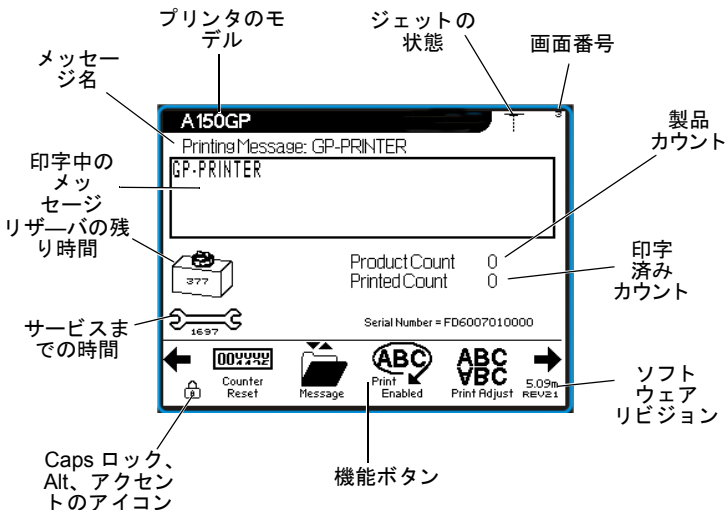 プリンタのモ
デル
ジェットの
状態
画面番号
メッセー
ジ名
A150GP
製品
カウント
Printing Message: GP-PRINTER
印字中の
メッ
セージ
GP-PRINTER
リザーバの残
り時間
377
Product Count 0
Printed Count 0
印字
済み
カウント
サービスま
での時間
1697
Serial Number = FD6007010000
Counter
Reset
Message
ABC
Print
Enabled
ABC
Print Adjust
5.09m
REV21
ソフト
ウェア
リビジョン
Caps ロック、
Alt、アクセン
トのアイコン
機能ボタン